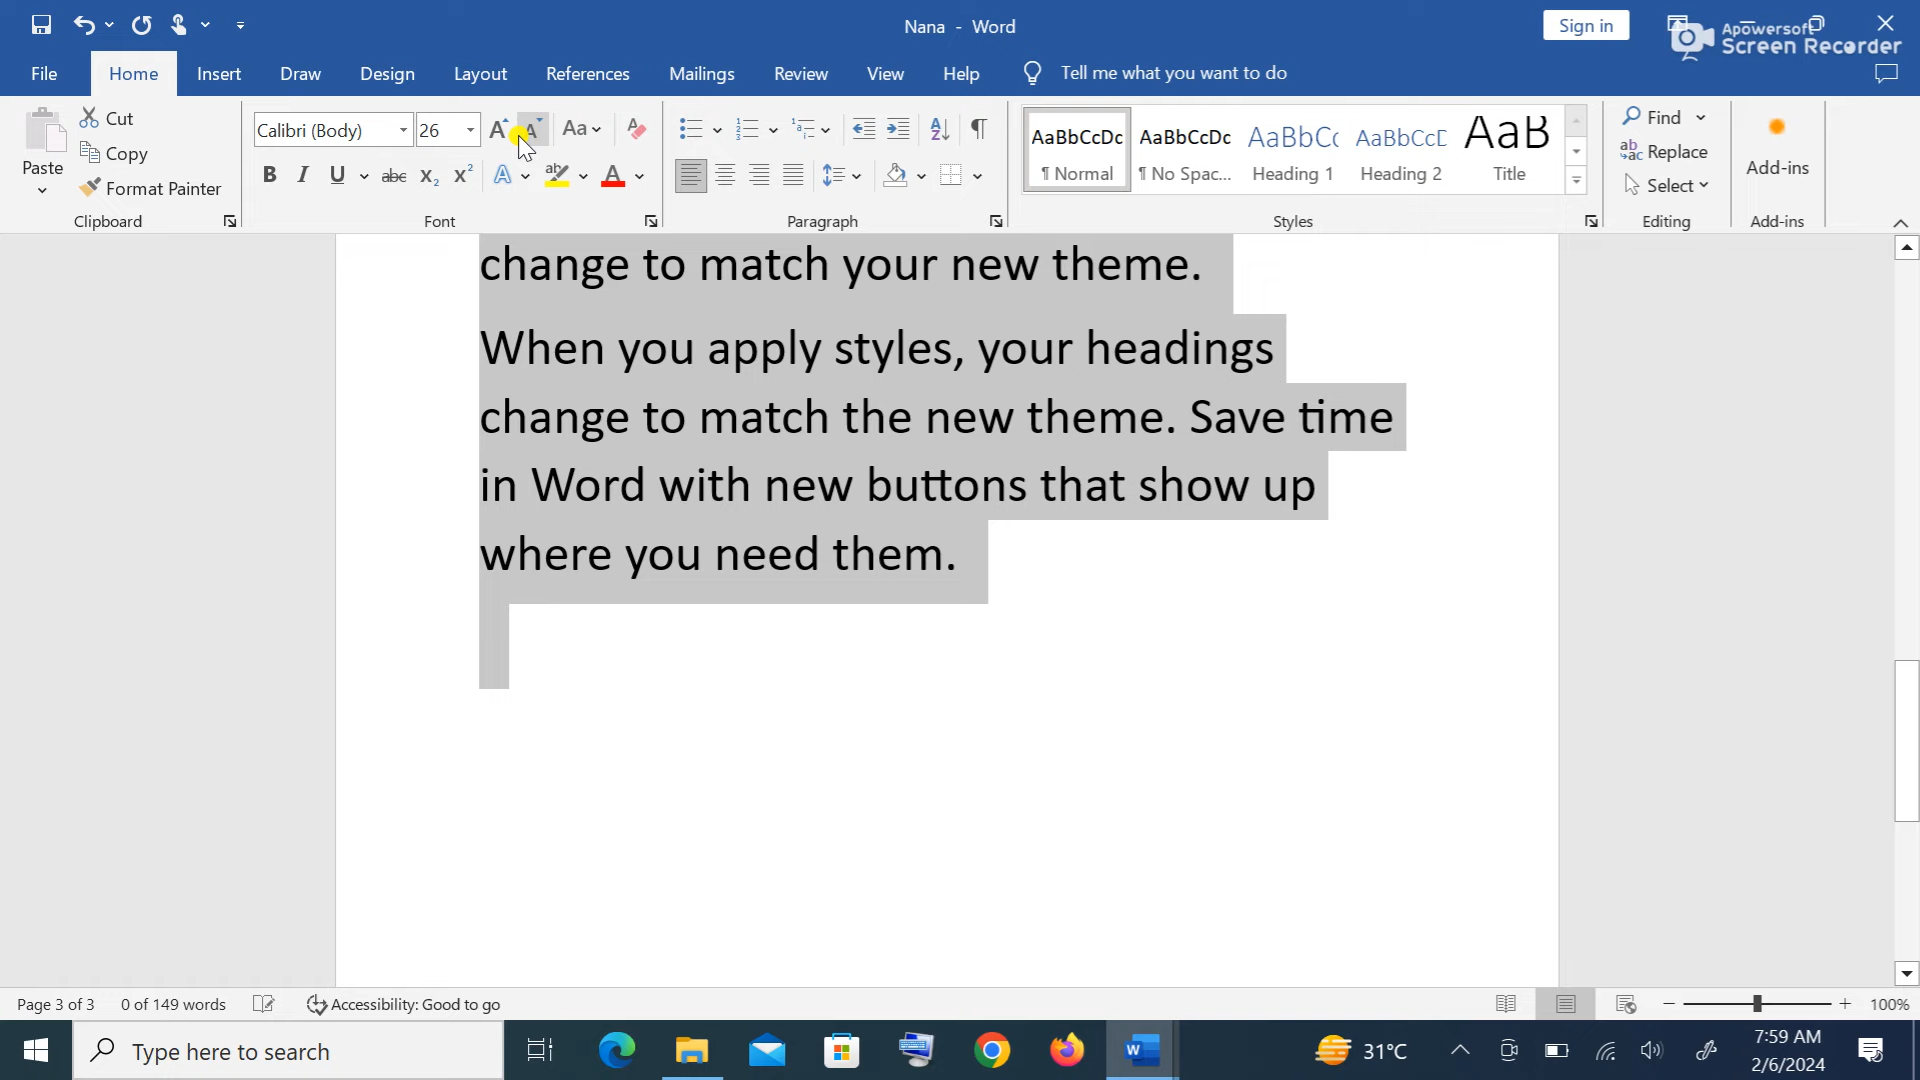 Nana - Word
Sign in
Apowersoft
Screen Recorder
File Home Insert Draw Design Layout References Mailings Review View Help Tell me what you want to do
Paste
Cut
Copy
Format Painter
Clipboard
Calibri (Body) 26
Font
Paragraph
AaBbCcDc ¶ Normal
AaBbCcDc ¶ No Spac...
AaBbCc Heading 1
AaBbCcD Heading 2
AaB Title
Styles
Find
Replace
Select
Editing
Add-ins
Add-ins
change to match your new theme.
When you apply styles, your headings
change to match the new theme. Save time
in Word with new buttons that show up
where you need them.
Page 3 of 3 0 of 149 words Accessibility: Good to go 100%
Type here to search
31°C
7:59 AM
2/6/2024